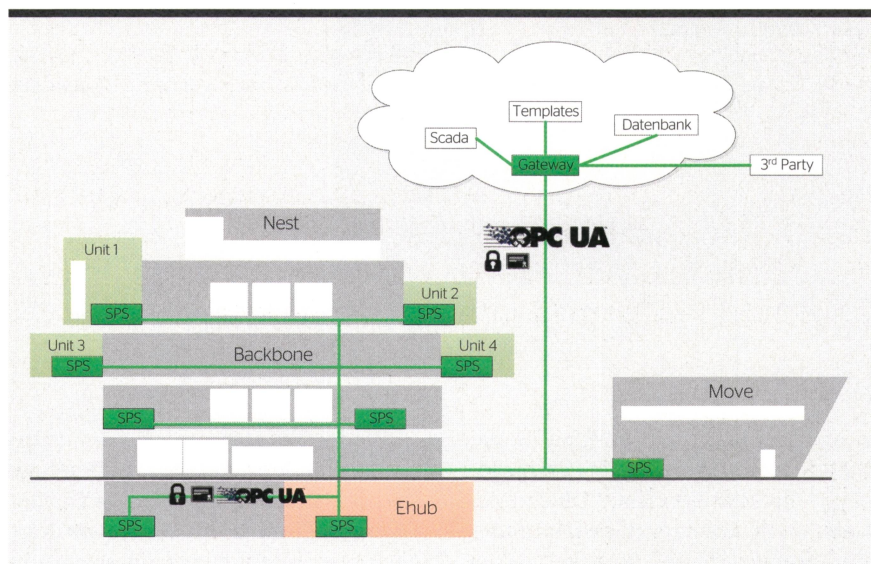 Templates
Scada
Datenbank
Gateway
3rd Party
Nest
OPC UA
Unit 1
Unit 2
SPS
SPS
Unit 3
Backbone
Unit 4
SPS
SPS
Move
SPS
SPS
SPS
OPC UA
Ehub
SPS
SPS